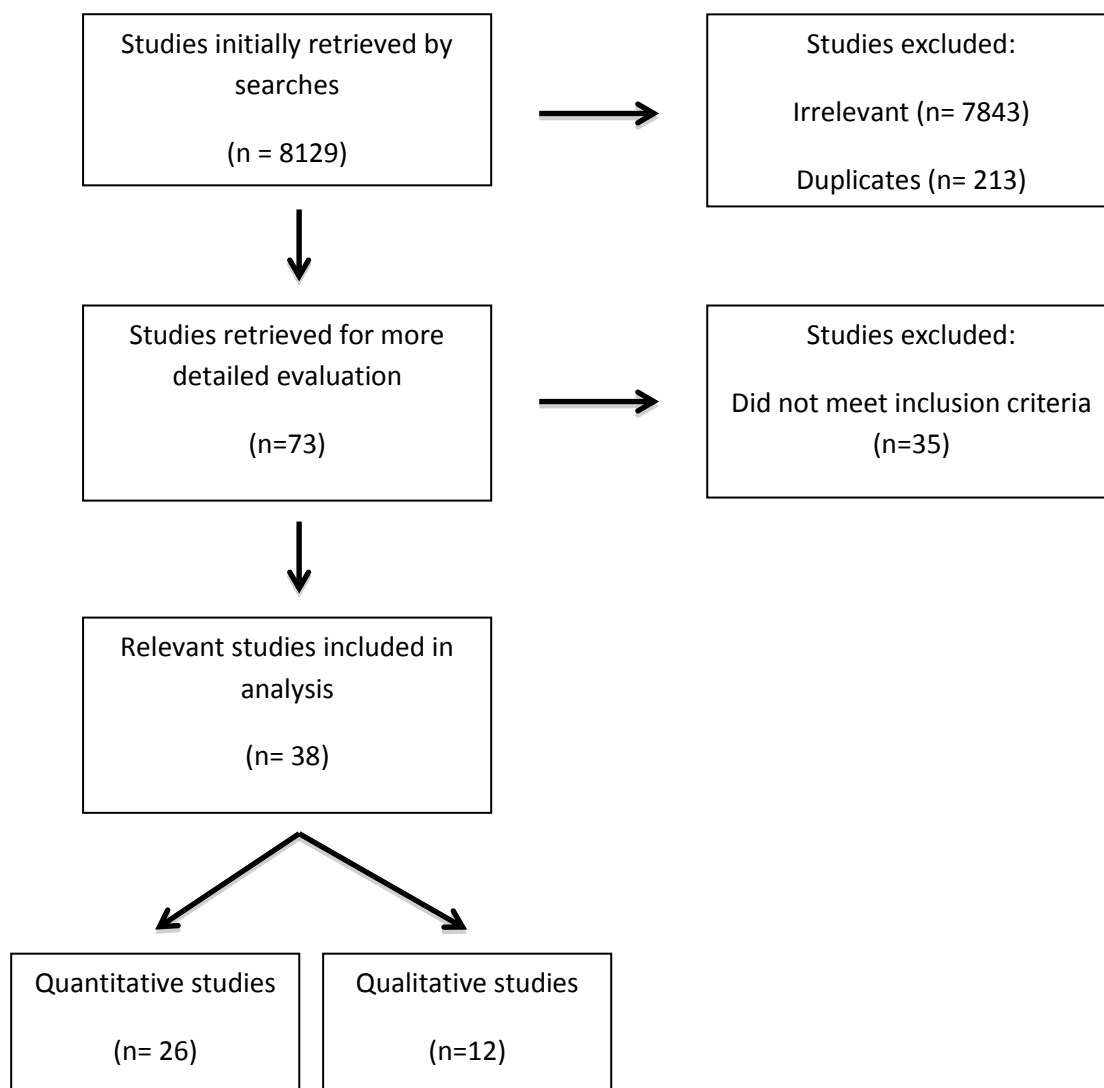 Studies initially retrieved by
searches
(n = 8129)
Studies excluded:
Irrelevant (n= 7843)
Duplicates (n= 213)
Studies retrieved for more
detailed evaluation
(n=73)
Studies excluded:
Did not meet inclusion criteria
(n=35)
Relevant studies included in
analysis
(n= 38)
Quantitative studies
(n= 26)
Qualitative studies
(n=12)